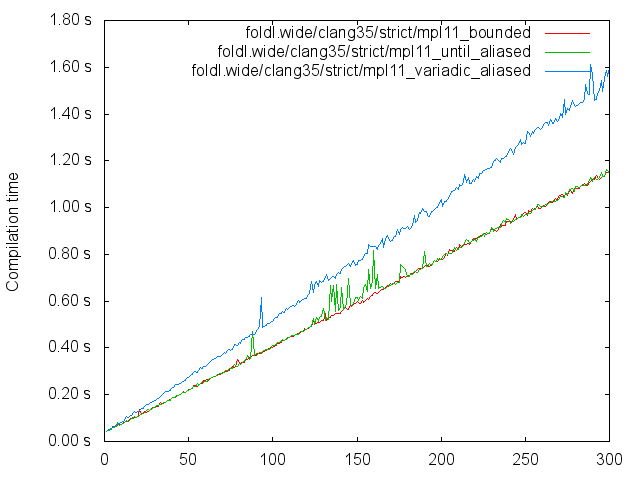 1.80 s
foldl.wide/clang35/strict/mpl11_bounded
foldl.wide/clang35/strict/mpl11_until_aliased
foldl.wide/clang35/strict/mpl11_variadic_aliased
1.60 s
1.40 s
1.20 s
1.00 s
0.80 s
0.60 s
0.40 s
0.20 s
0.00 s
Compilation time
0 50 100 150 200 250 300